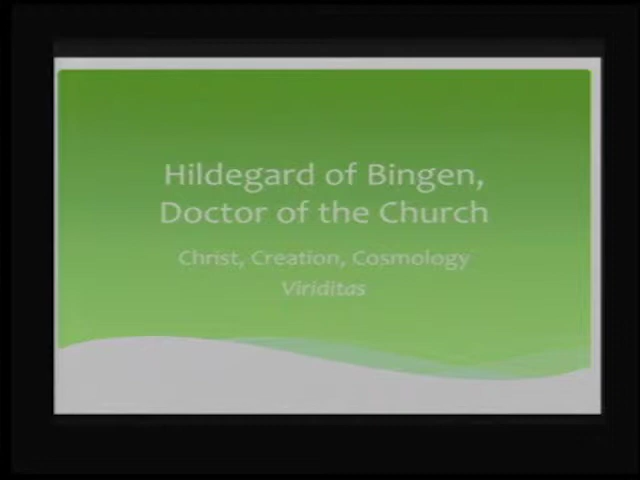 Hildegard of Bingen,
Doctor of the Church
Christ, Creation, Cosmology
Viriditas